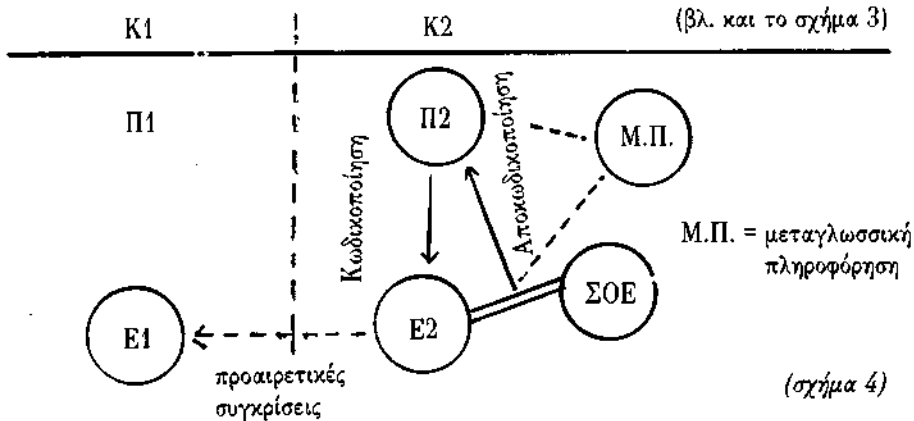 Κ1 Κ2 (βλ. και το σχήμα 3)
Π1 Π2 Μ.Π.
Κωδικοποίηση
Αποκωδικοποίηση
Μ.Π. = μεταγλωσσική
πληροφόρηση
Ε1 Ε2 ΣΟΕ
προαιρετικές
συγκρίσεις
(σχήμα 4)